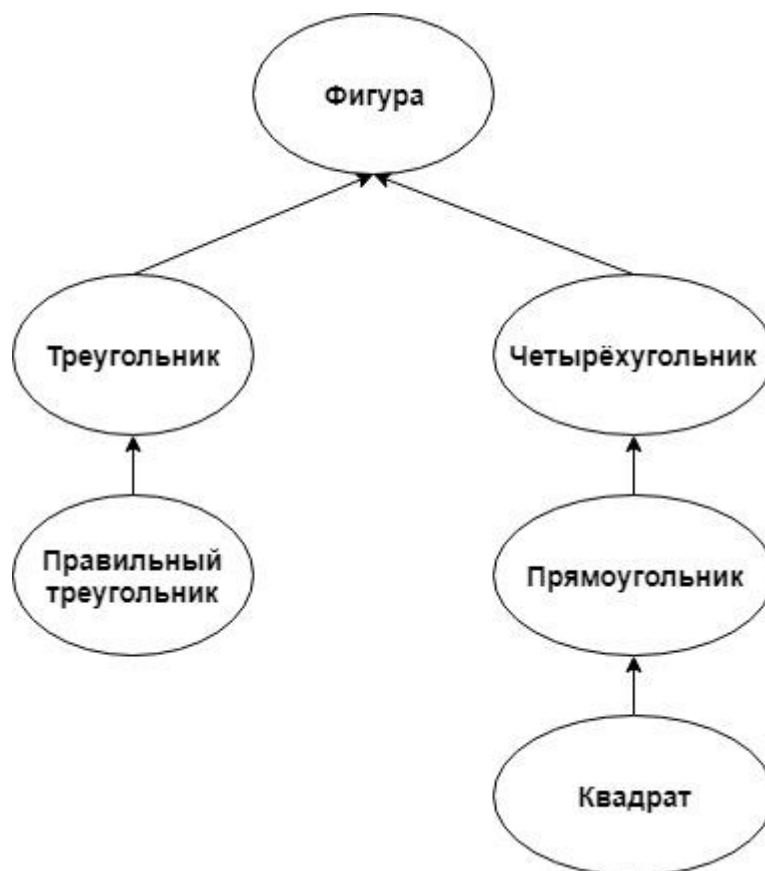 Фигура
Треугольник
Четырёхугольник
Правильный
треугольник
Прямоугольник
Квадрат